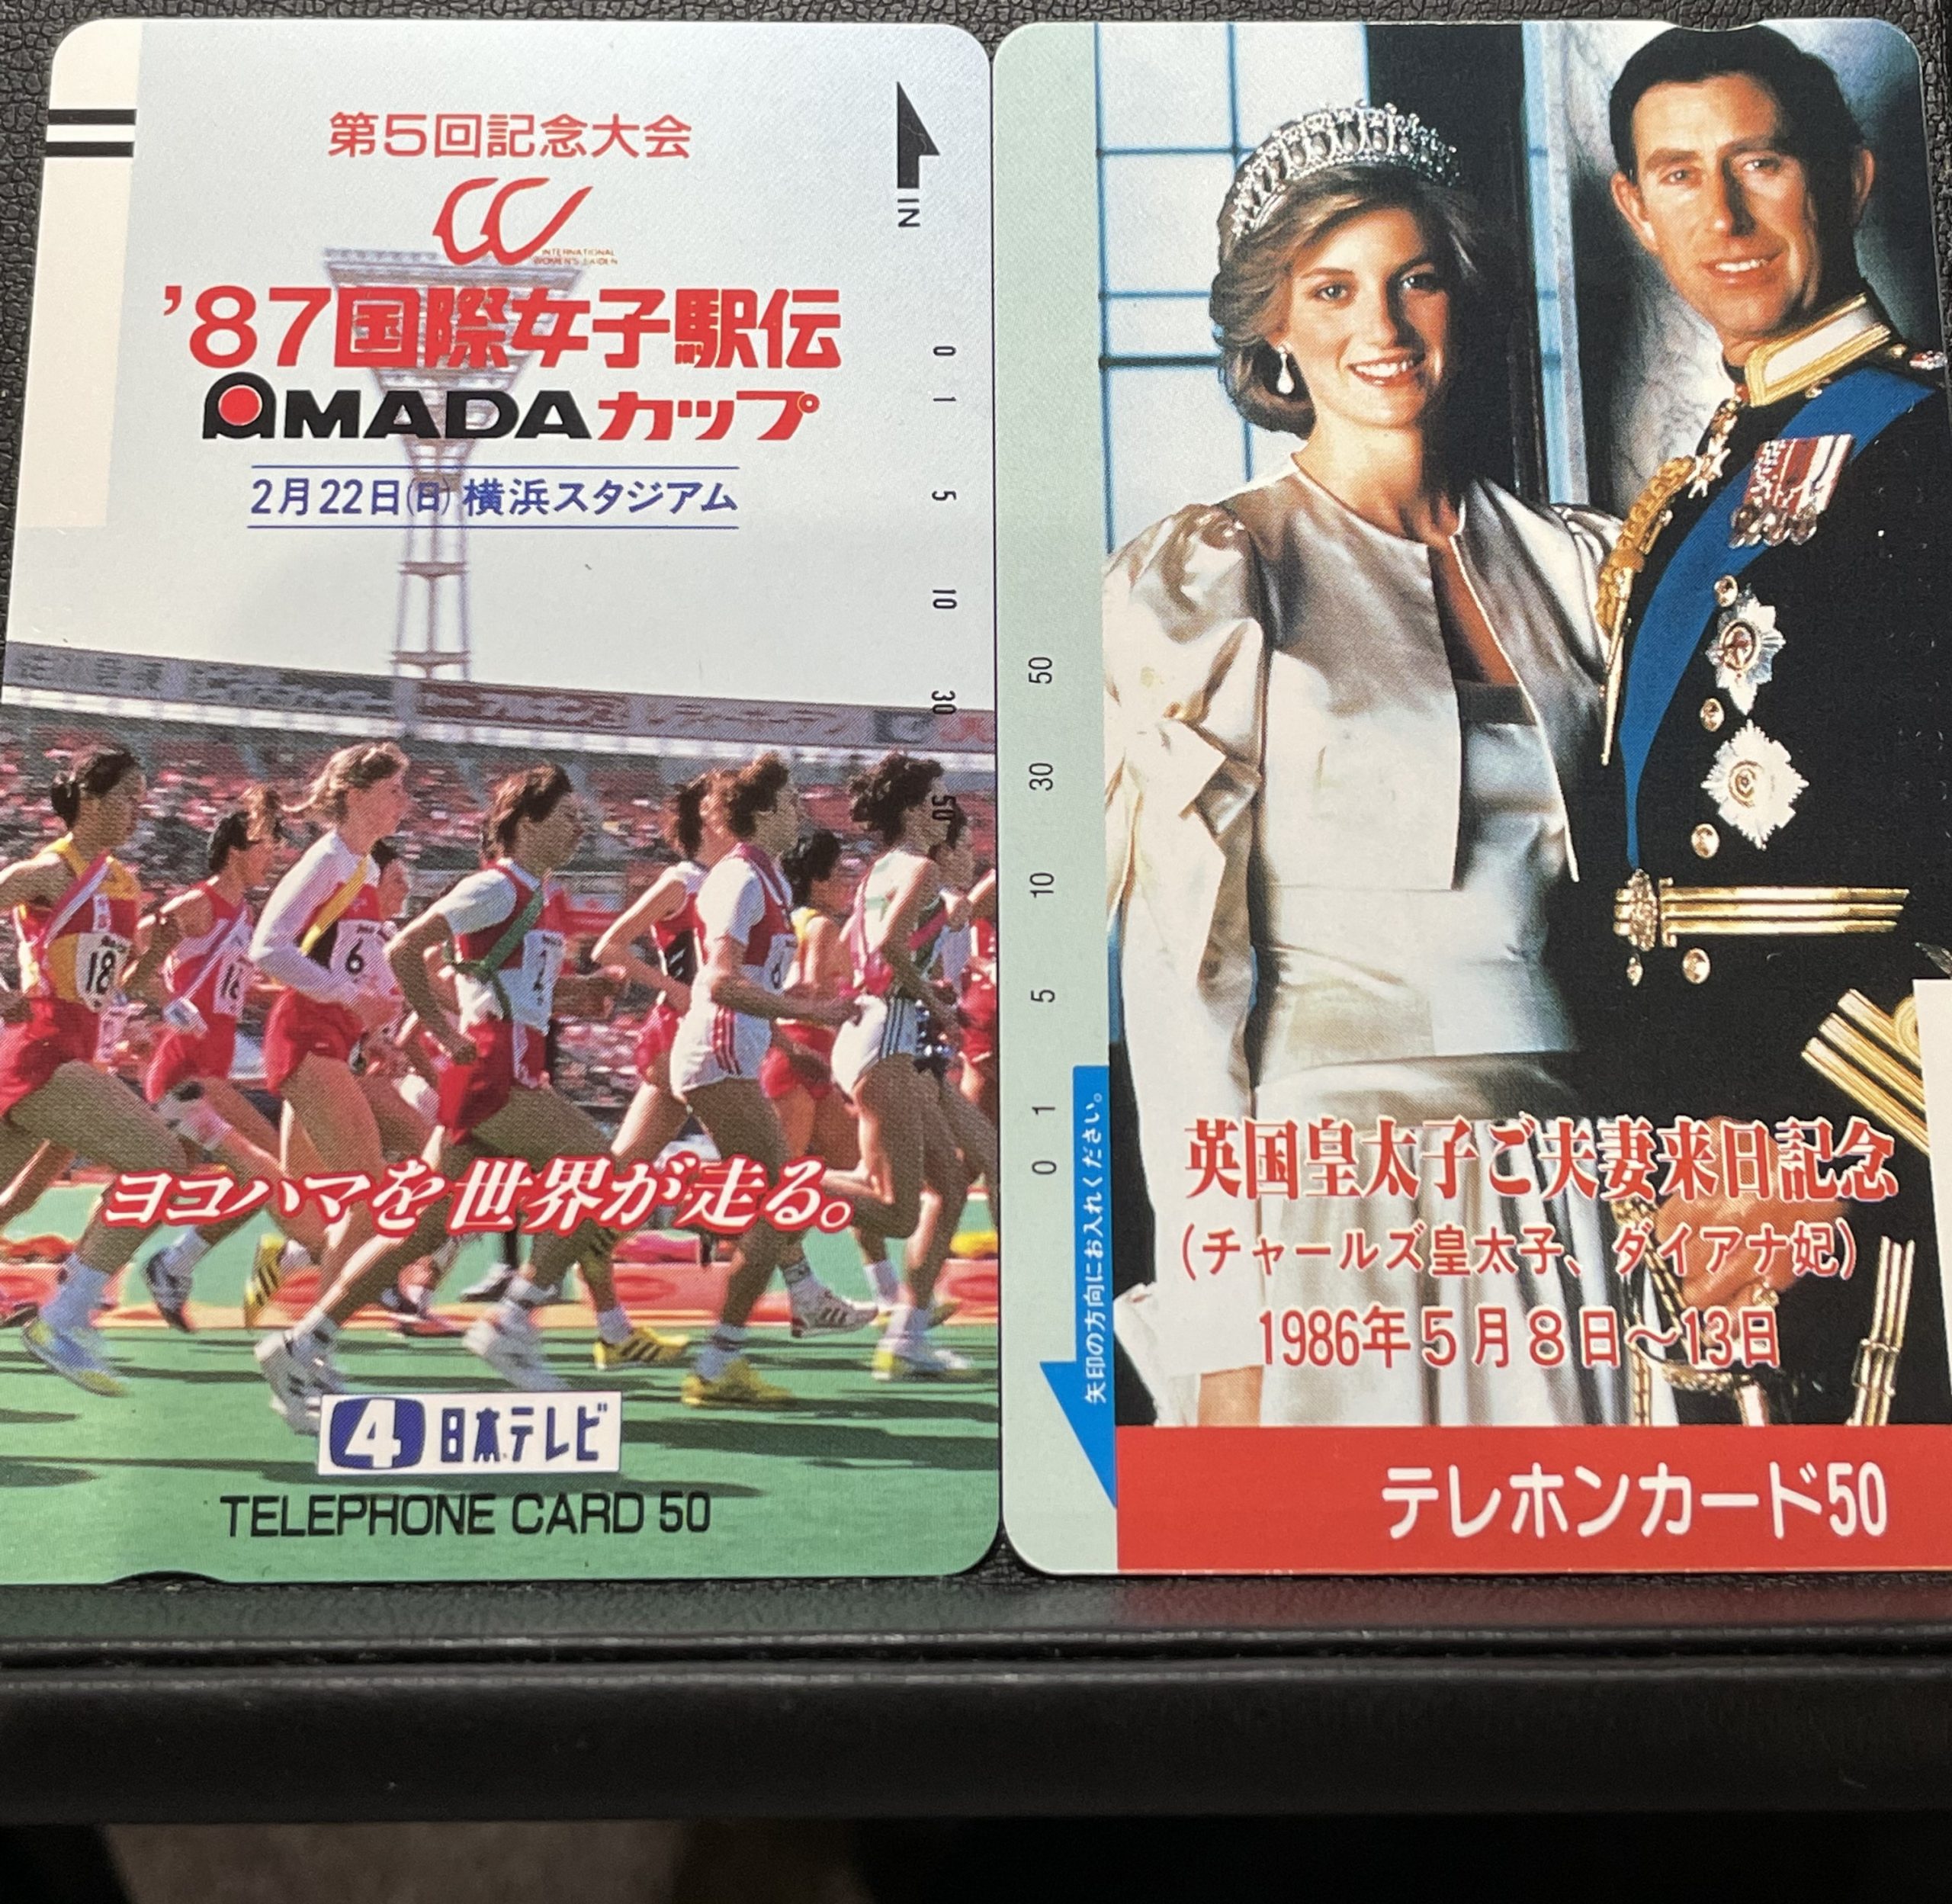 第5回記念大会
INTERNATIONAL
'87国際女子駅伝
AMADAカップ
2月22日(日) 横浜スタジアム
IN
0
1
5
10
30
50
18
6
2
ヨコハマを世界が走る。
4 日本テレビ
TELEPHONE CARD 50
50
30
10
5
1
0
矢印の方向にお入れください。
英国皇太子ご夫妻来日記念
(チャールズ皇太子、ダイアナ妃)
1986年5月8日〜13日
テレホンカード50